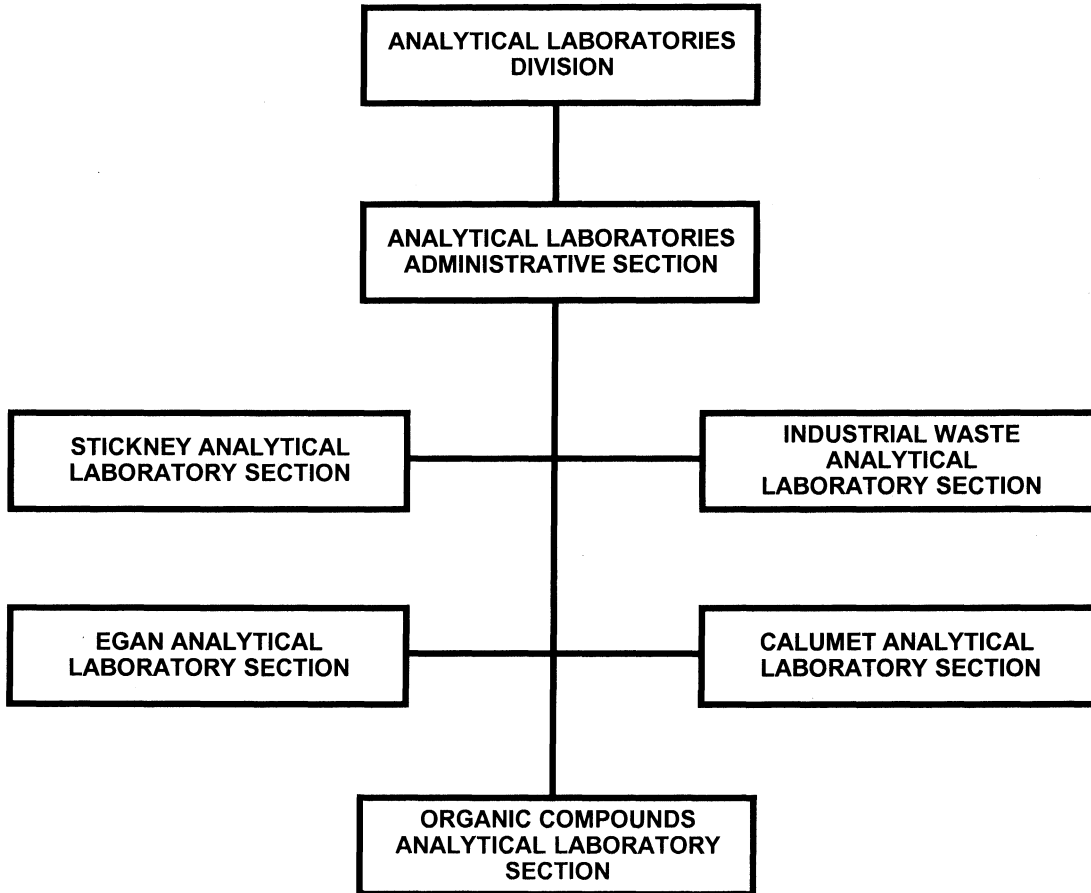 ANALYTICAL LABORATORIES
DIVISION
ANALYTICAL LABORATORIES
ADMINISTRATIVE SECTION
STICKNEY ANALYTICAL
LABORATORY SECTION
INDUSTRIAL WASTE
ANALYTICAL
LABORATORY SECTION
EGAN ANALYTICAL
LABORATORY SECTION
CALUMET ANALYTICAL
LABORATORY SECTION
ORGANIC COMPOUNDS
ANALYTICAL LABORATORY
SECTION